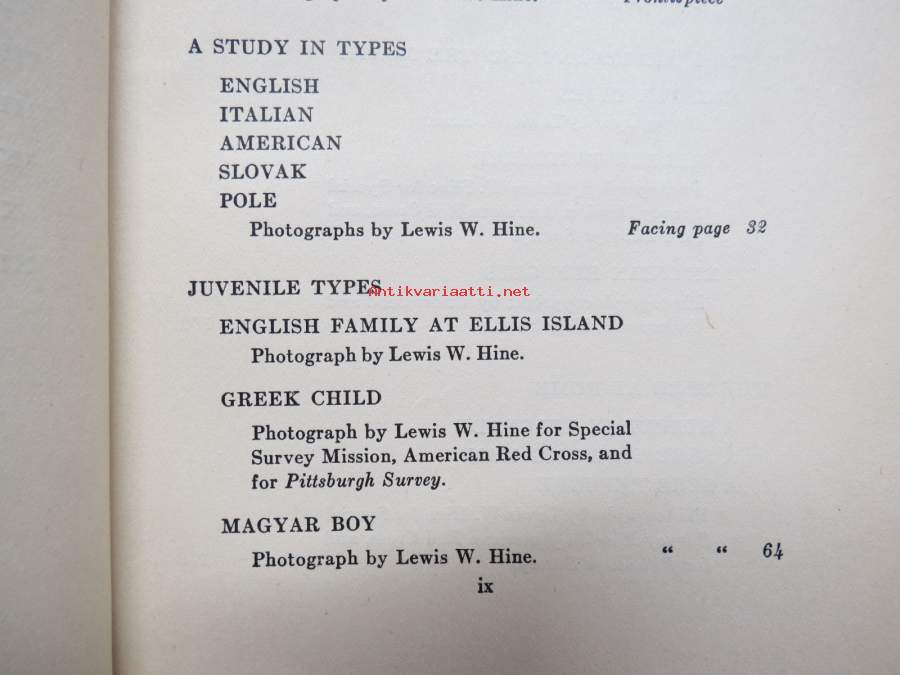 Frontispiece
A STUDY IN TYPES
ENGLISH
ITALIAN
AMERICAN
SLOVAK
POLE
Photographs by Lewis W. Hine. Facing page 32
JUVENILE TYPES
Antikvariaatti.net
ENGLISH FAMILY AT ELLIS ISLAND
Photograph by Lewis W. Hine.
GREEK CHILD
Photograph by Lewis W. Hine for Special
Survey Mission, American Red Cross, and
for Pittsburgh Survey.
MAGYAR BOY
Photograph by Lewis W. Hine. “ “ 64
ix